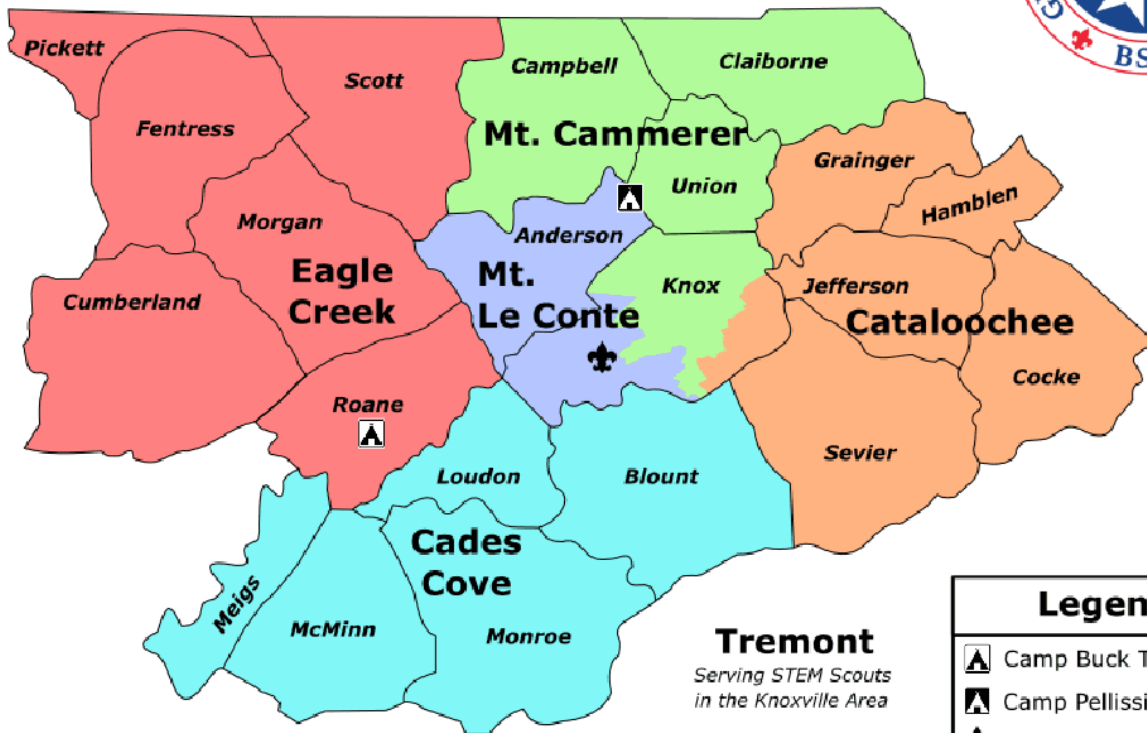 G
BS
Pickett
Scott
Campbell
Claiborne
Fentress
Mt. Cammerer
Grainger
Union
Hamblen
Morgan
Anderson
Eagle
Creek
Mt.
Le Conte
Knox
Jefferson
Cumberland
Cataloochee
Cocke
Roane
Sevier
Loudon
Blount
Cades
Cove
Meigs
McMinn
Monroe
Tremont
Serving STEM Scouts
in the Knoxville Area
Legen
Camp Buck T
Camp Pellissi